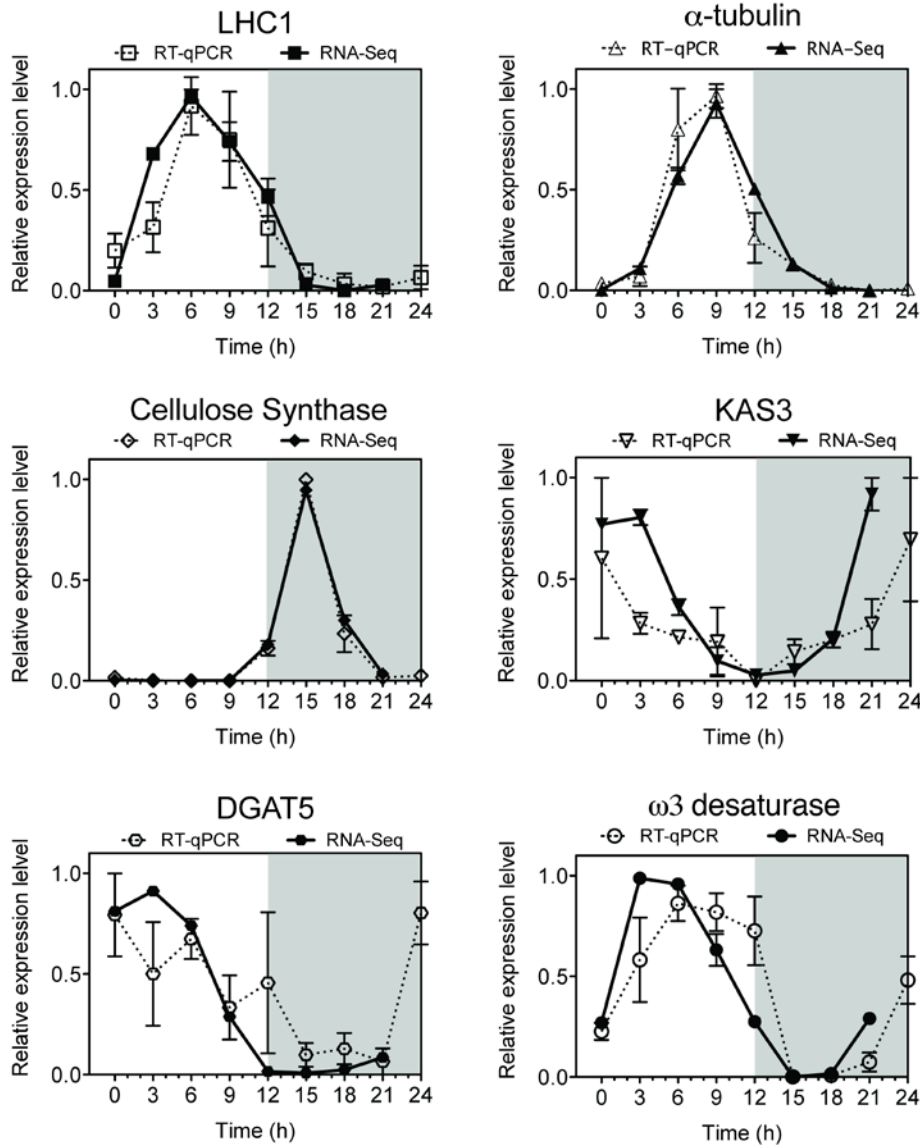 LHC1
RT-qPCR RNA-Seq
Relative expression lelvel
1.0
0.5
0.0
0 3 6 9 12 15 18 21 24
Time (h)
α-tubulin
RT-qPCR RNA-Seq
Relative expression lelvel
1.0
0.5
0.0
0 3 6 9 12 15 18 21 24
Time (h)
Cellulose Synthase
RT-qPCR RNA-Seq
Relative expression lelvel
1.0
0.5
0.0
0 3 6 9 12 15 18 21 24
Time (h)
KAS3
RT-qPCR RNA-Seq
Relative expression lelvel
1.0
0.5
0.0
0 3 6 9 12 15 18 21 24
Time (h)
DGAT5
RT-qPCR RNA-Seq
Relative expression lelvel
1.0
0.5
0.0
0 3 6 9 12 15 18 21 24
Time (h)
ω3 desaturase
RT-qPCR RNA-Seq
Relative expression lelvel
1.0
0.5
0.0
0 3 6 9 12 15 18 21 24
Time (h)